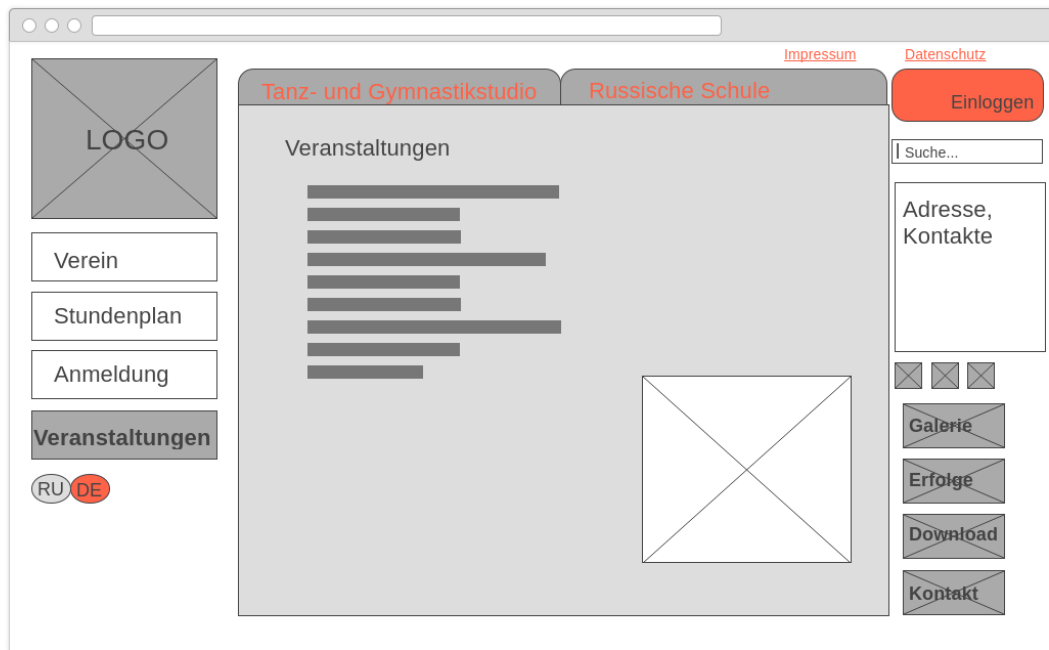 Impressum
Datenschutz
LOGO
Tanz- und Gymnastikstudio
Russische Schule
Einloggen
Veranstaltungen
Suche...
Adresse,
Kontakte
Verein
Stundenplan
Anmeldung
Veranstaltungen
RU
DE
Galerie
Erfolge
Download
Kontakt